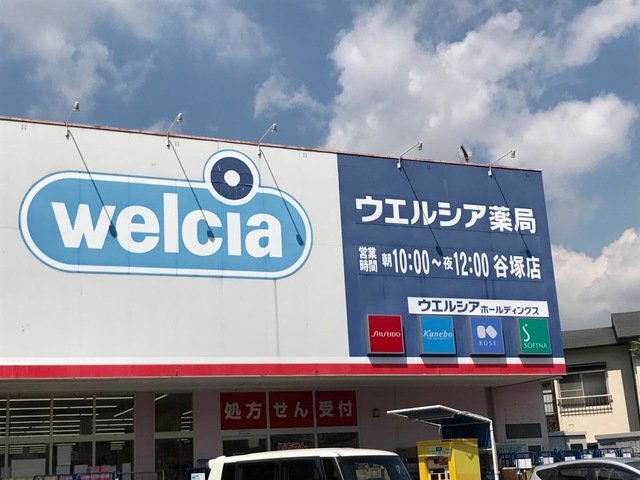 welcia
ウエルシア薬局
営業時間 朝10:00～夜12:00 谷塚店
ウエルシアホールディングス
SHISEIDO
Kanebo
KOSÉ
SOFINA
処方せん受付